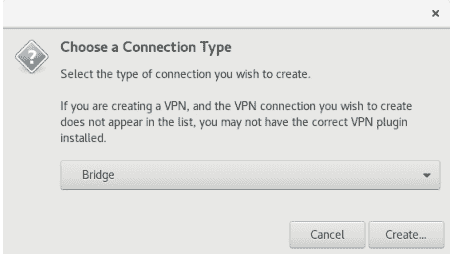 Choose a Connection Type
Select the type of connection you wish to create.
If you are creating a VPN, and the VPN connection you wish to create
does not appear in the list, you may not have the correct VPN plugin
installed.
Bridge
Cancel
Create...